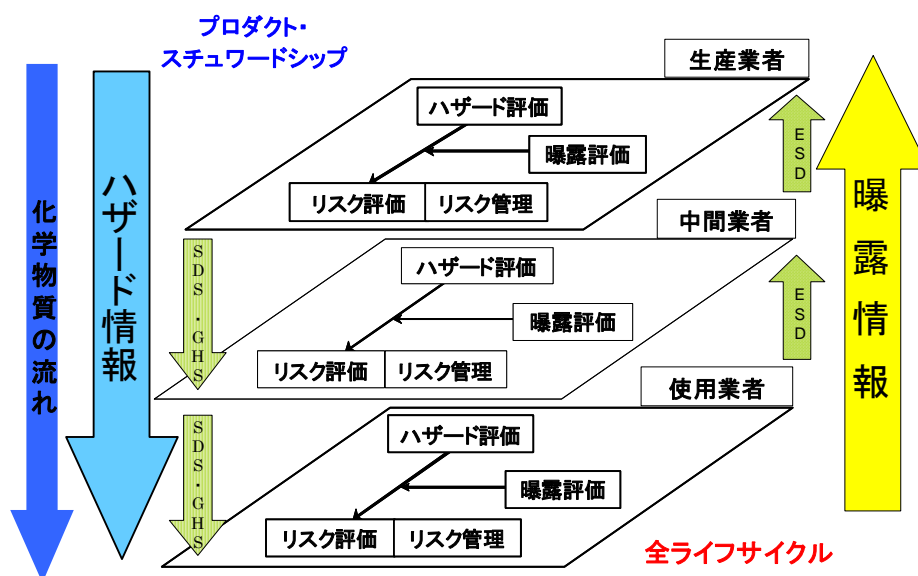 プロダクト・
スチュワードシップ
生産業者
ハザード評価
曝露評価
リスク評価
リスク管理
ESD
中間業者
SDS・GHS
ハザード評価
曝露評価
リスク評価
リスク管理
ESD
使用業者
SDS・GHS
ハザード評価
曝露評価
リスク評価
リスク管理
化学物質の流れ
ハザード情報
曝露情報
全ライフサイクル